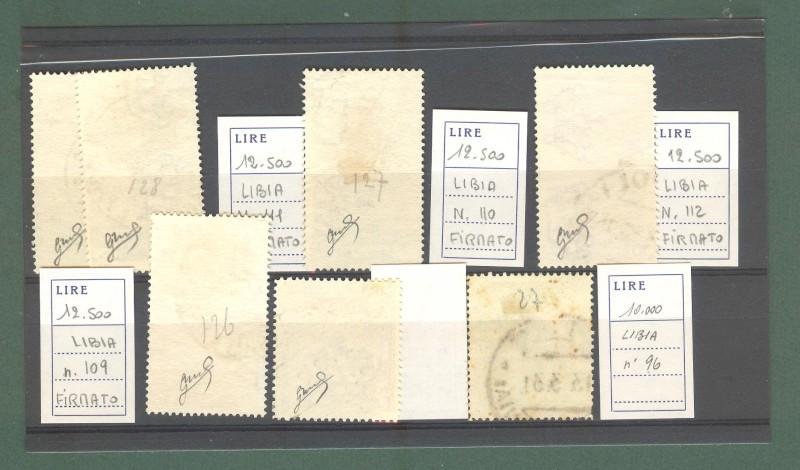 128
LIRE
12.500
LIBIA
127
LIRE
12.500
LIBIA
N. 110
FIRMATO
LIRE
12.500
LIBIA
N. 112
FIRMATO
LIRE
12.500
LIBIA
n. 109
FIRMATO
126
27
LIRE
10.000
LIBIA
n° 96